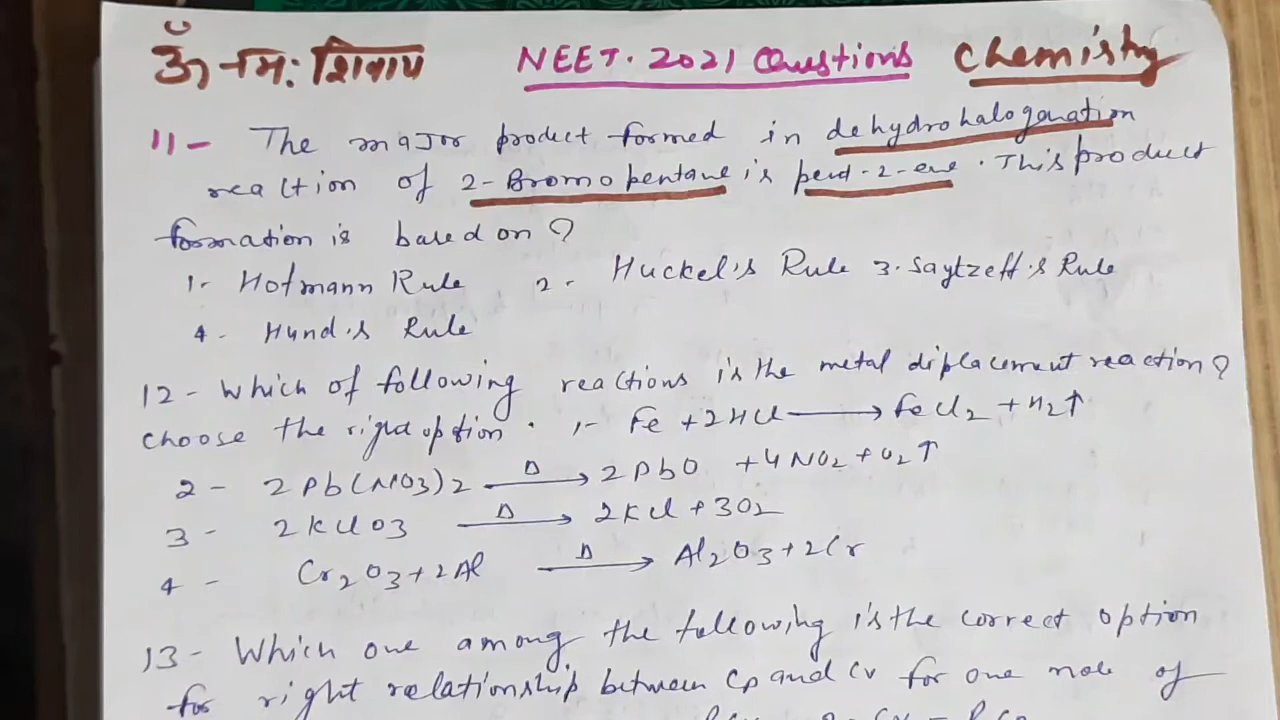 ॐ नमः शिवाय NEET. 2021 Questions Chemistry
11- The major product formed in dehydrohalogenation
reaction of 2-Bromopentane is pent-2-ene. This product
formation is based on?
1. Hofmann Rule 2. Huckel's Rule 3. Saytzeff's Rule
4. Hund's Rule
12- Which of following reactions is the metal diplacement reaction?
choose the right option. 1- Fe + 2HCl → FeCl2 + H2↑
2- 2Pb(NO3)2 Δ→ 2PbO + 4NO2 + O2↑
3- 2KClO3 Δ→ 2KCl + 3O2
4- Cr2O3 + 2Al Δ→ Al2O3 + 2Cr
13- Which one among the following is the correct option
for right relationship between Cp and Cv for one mole of